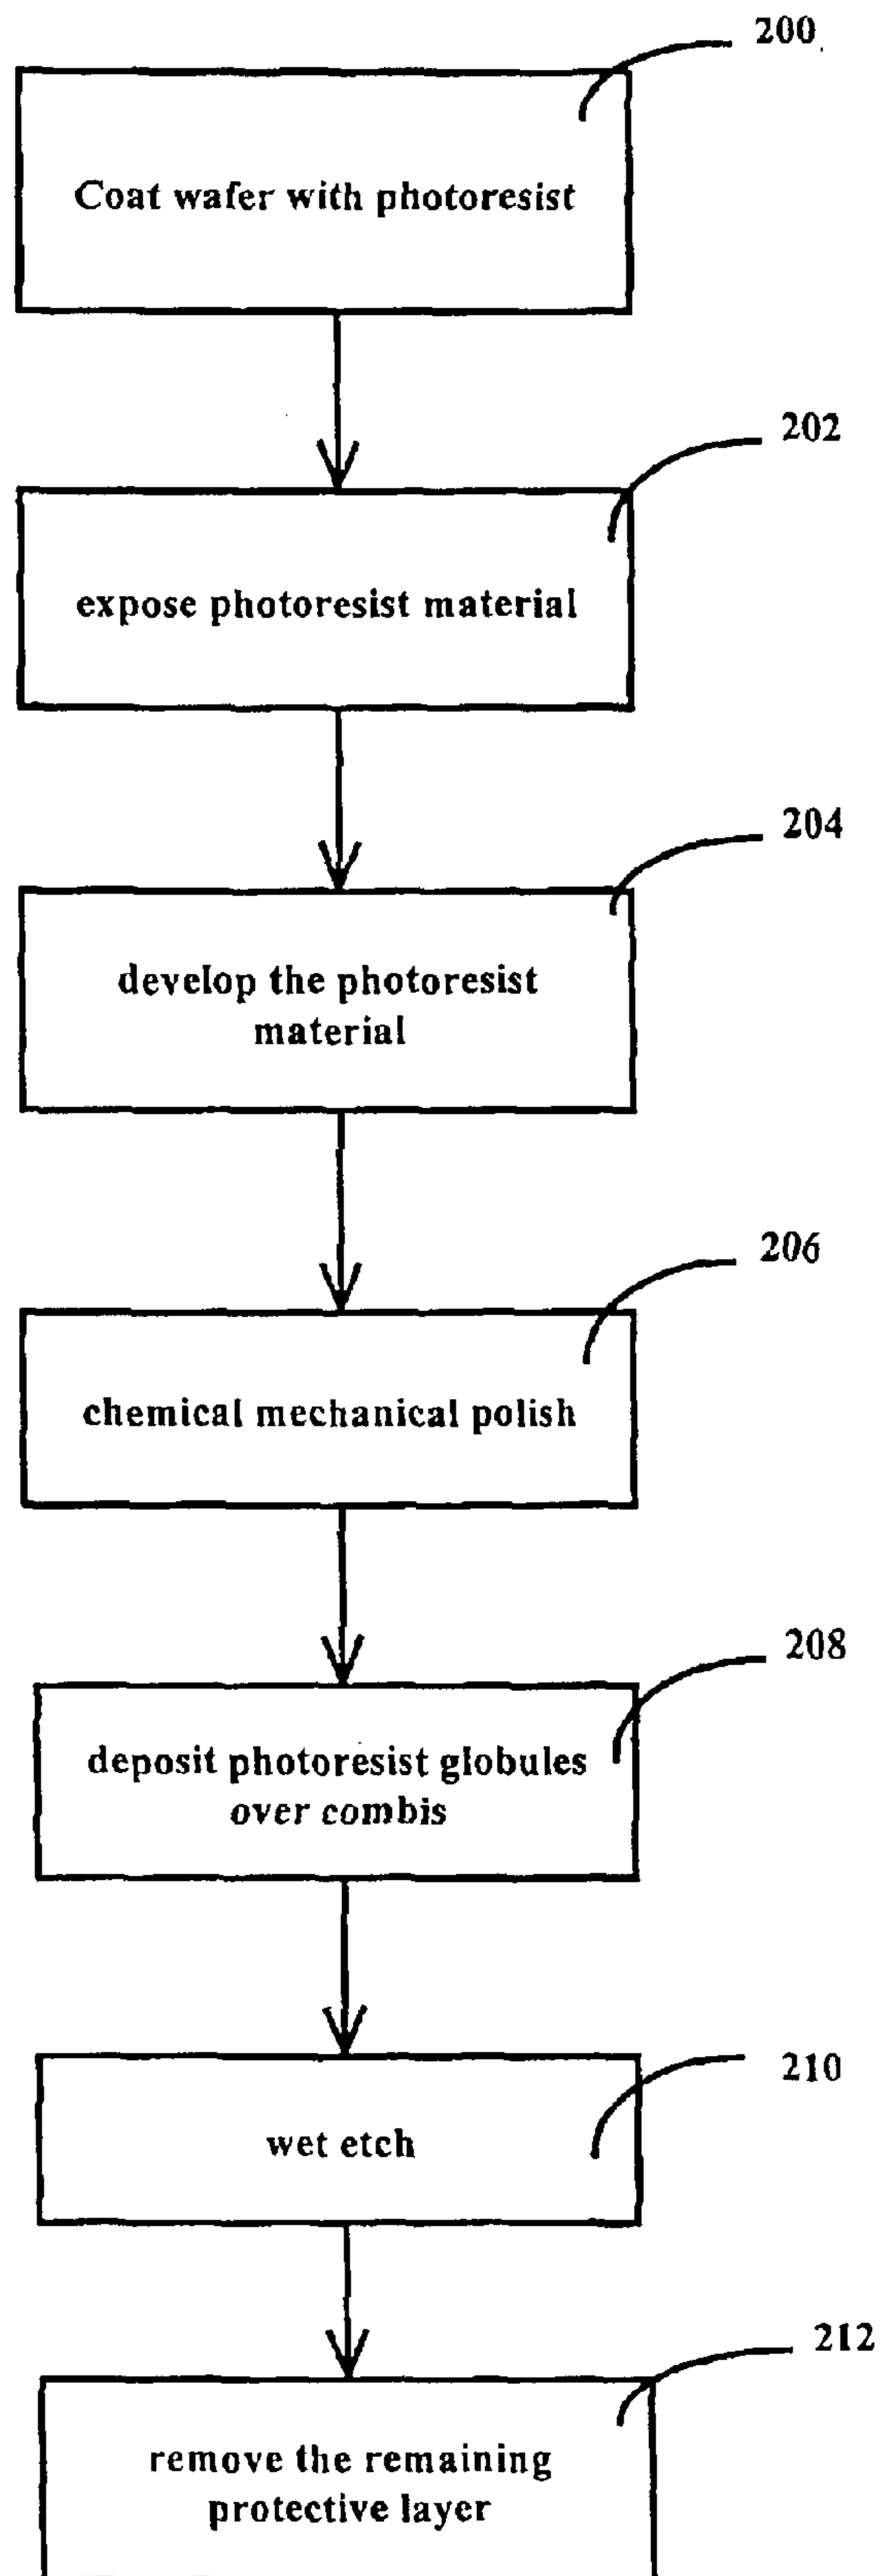 200
Coat wafer with photoresist
202
expose photoresist material
204
develop the photoresist
material
206
chemical mechanical polish
208
deposit photoresist globules
over combis
210
wet etch
212
remove the remaining
protective layer